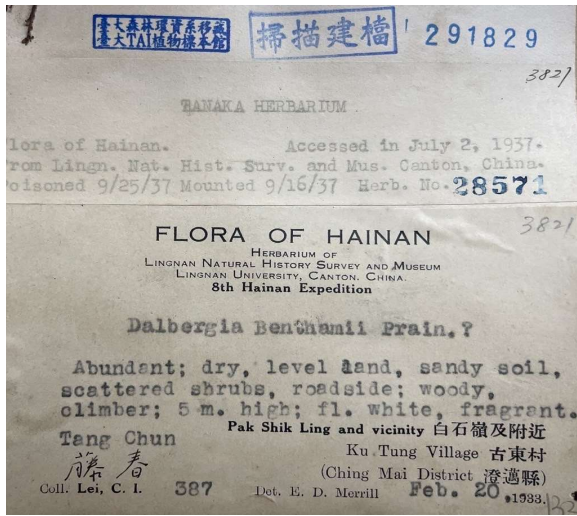 臺大森林環資系移藏
臺大TAI植物標本館
掃描建檔
291829
3821
TANAKA HERBARIUM
lora of Hainan. Accessed in July 2, 1937.
rom Lingn. Nat. Hist. Surv. and Mus. Canton, China.
oisoned 9/25/37 Mounted 9/16/37 Herb. No. 28571
3821
FLORA OF HAINAN
HERBARIUM OF
LINGNAN NATURAL HISTORY SURVEY AND MUSEUM
LINGNAN UNIVERSITY, CANTON. CHINA.
8th Hainan Expedition
Dalbergia Benthamii Prain.?
Abundant; dry, level land, sandy soil,
scattered shrubs, roadside; woody,
climber; 5 m. high; fl. white, fragrant.
Pak Shik Ling and vicinity 白石嶺及附近
Tang Chun
Ku Tung Village 古東村
藤春
(Ching Mai District 澄邁縣)
Coll. Lei, C. I. 387 Det. E. D. Merrill Feb. 20, 1933.